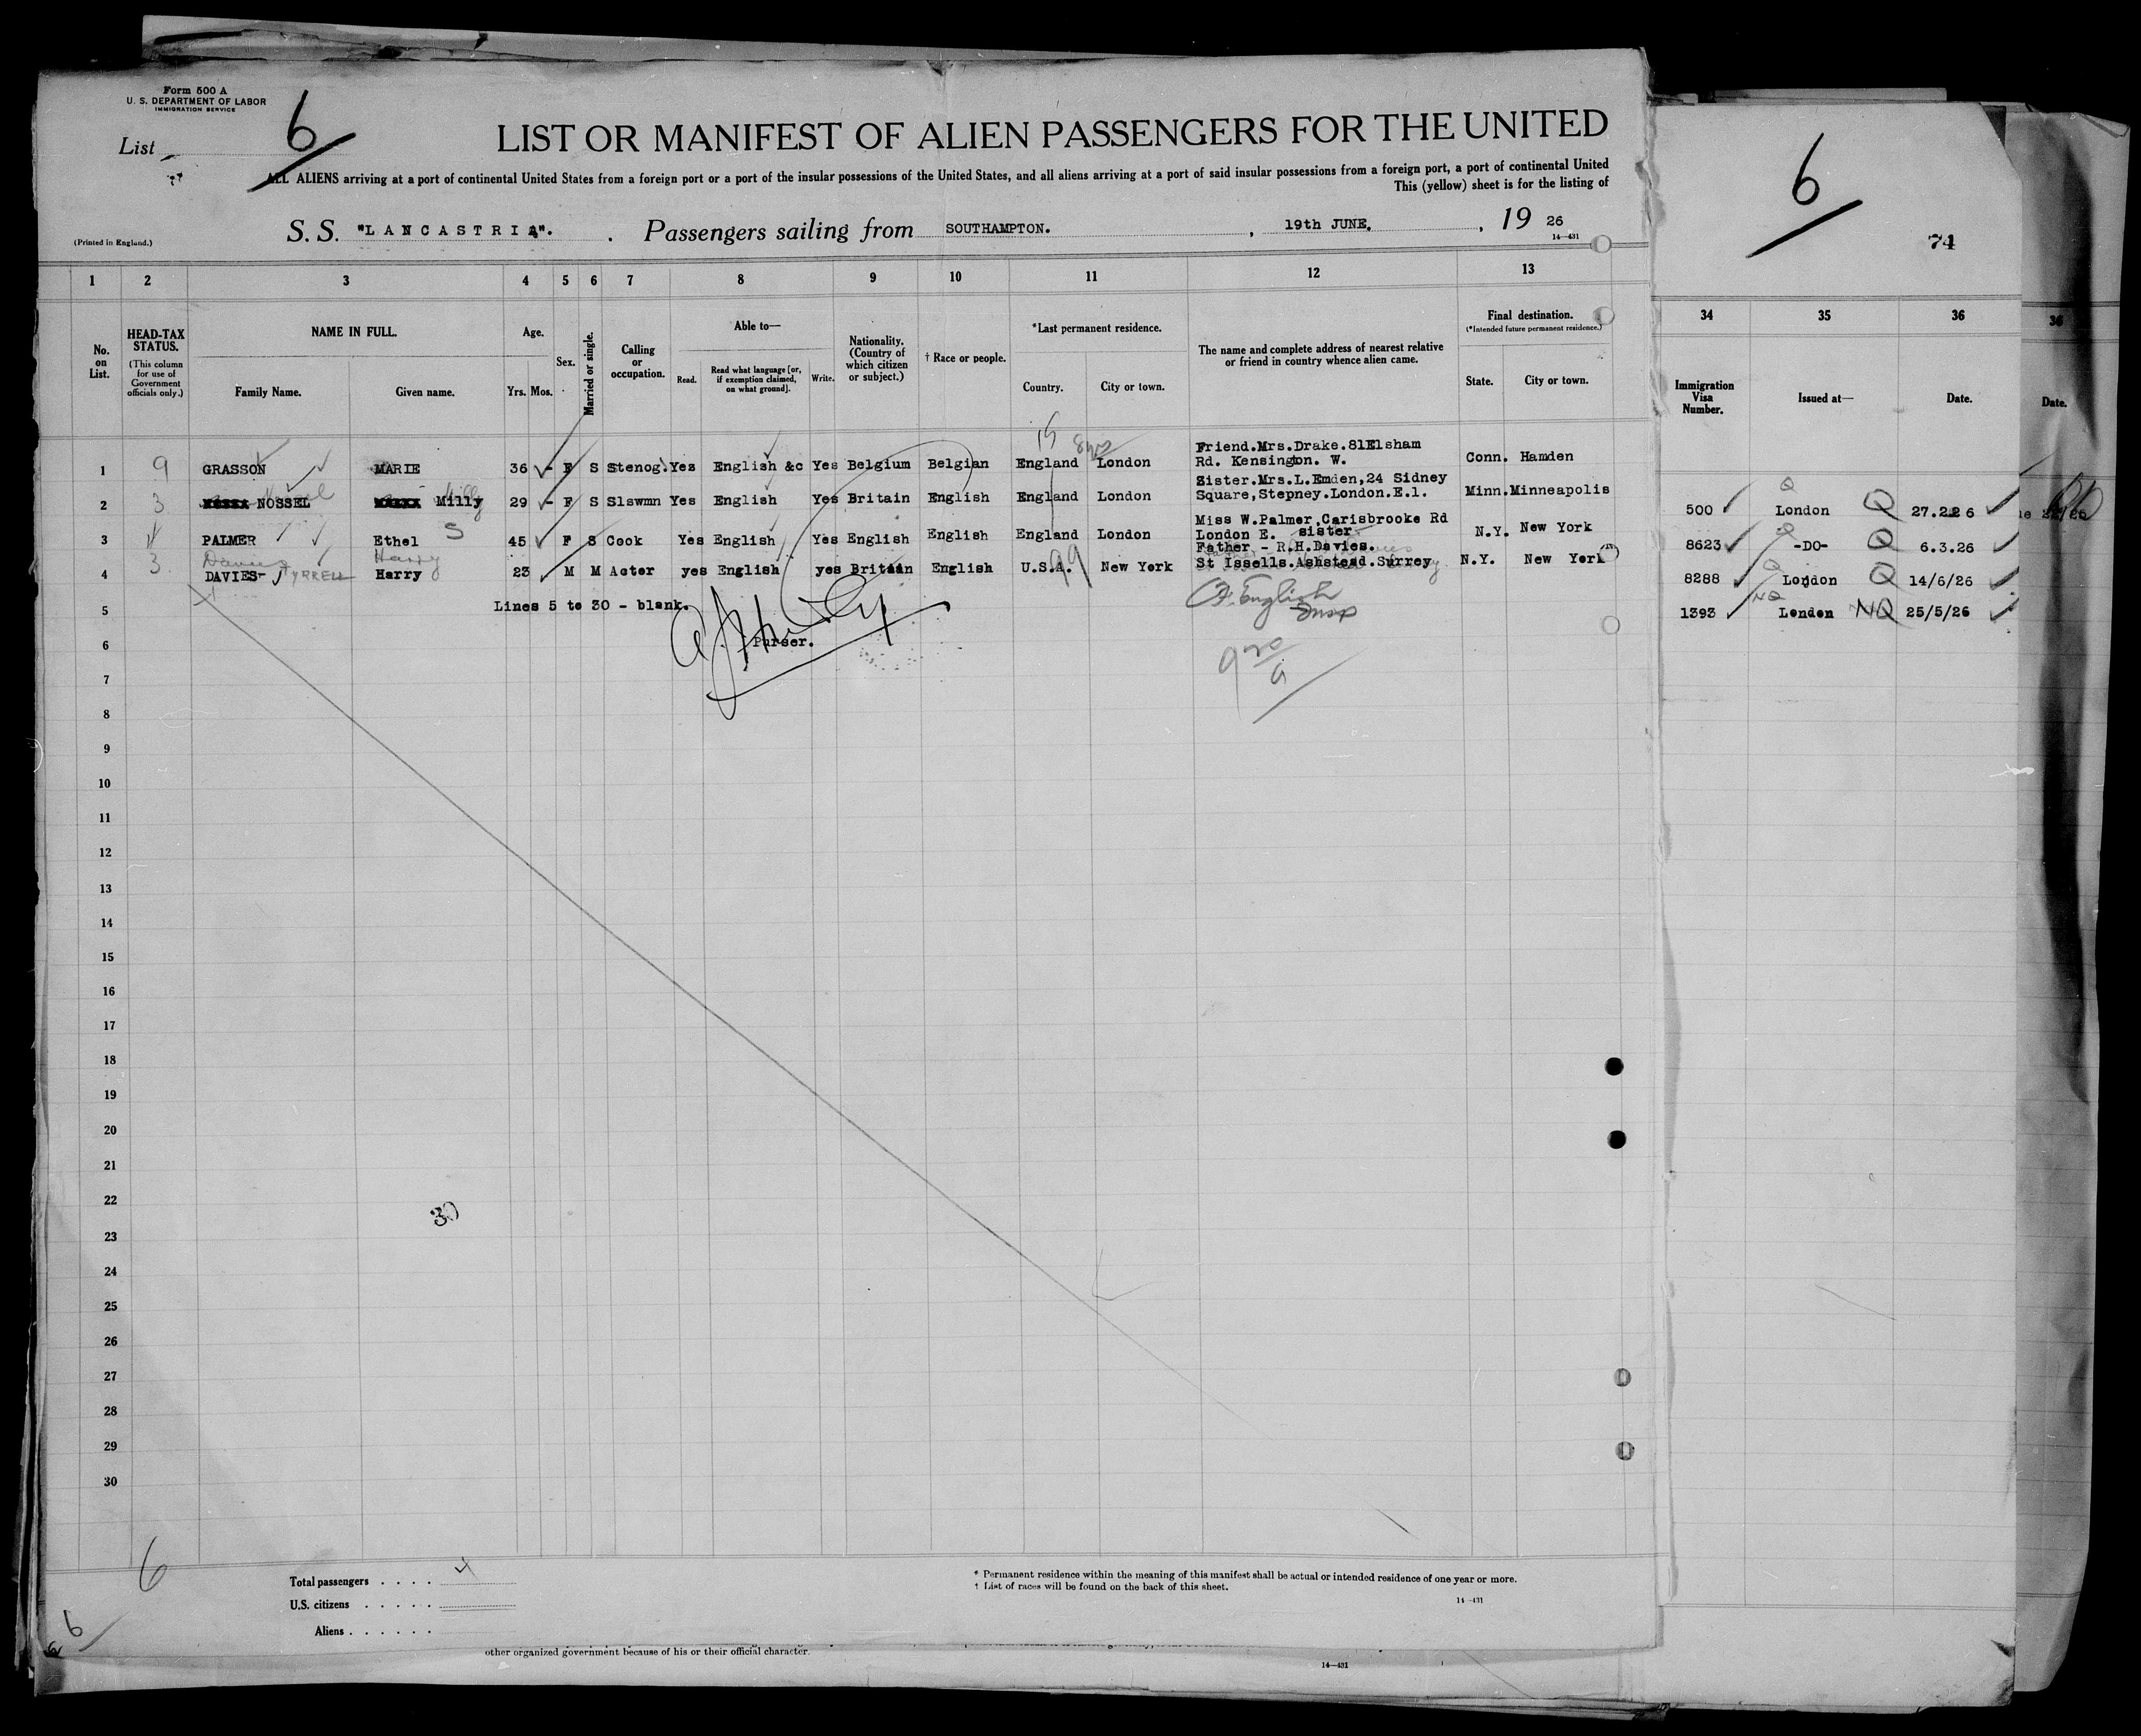 Form 500 A
U. S. DEPARTMENT OF LABOR
IMMIGRATION SERVICE
List 6
LIST OR MANIFEST OF ALIEN PASSENGERS FOR THE UNITED
ALL ALIENS arriving at a port of continental United States from a foreign port or a port of the insular possessions of the United States, and all aliens arriving at a port of said insular possessions from a foreign port, a port of continental United
This (yellow) sheet is for the listing of
(Printed in England.)
S. S. "LANCASTRIA". . Passengers sailing from SOUTHAMPTON. , 19th JUNE. , 19 26
14-431
6
74
1 2 3 4 5 6 7 8 9 10 11 12 13
34 35 36
36
No. on List.
HEAD-TAX STATUS.
(This column for use of Government officials only.)
NAME IN FULL.
Family Name. Given name.
Age.
Yrs. Mos.
Sex.
Married or single.
Calling or occupation.
Able to—
Read. Read what language [or, if exemption claimed, on what ground]. Write.
Nationality. (Country of which citizen or subject.)
† Race or people.
*Last permanent residence.
Country. City or town.
The name and complete address of nearest relative or friend in country whence alien came.
Final destination.
(*Intended future permanent residence.)
State. City or town.
Immigration Visa Number.
Issued at—
Date.
Date.
1 9 GRASSON MARIE 36 - F S Stenog. Yes English &c Yes Belgium Belgian England London Friend.Mrs.Drake.81Elsham
Rd. Kensington. W. Conn. Hamden
2 3 NOSSEL Milly 29 - F S Slswmn Yes English Yes Britain English England London Sister.Mrs.L.Emden,24 Sidney
Square,Stepney.London.E.1. Minn. Minneapolis
3 PALMER Ethel S 45 F S Cook Yes English Yes English English England London Miss W.Palmer,Carisbrooke Rd
London E. sister N.Y. New York
Davies Harry
4 3 DAVIES- TYRRELL Harry 23 M M Actor yes English yes Britain English U.S.A. New York Father - R.H.Davies.
St Issells.Ashstead.Surrey N.Y. New York
500 London Q 27.2.26
8623 -DO- Q 6.3.26
8288 London Q 14/6/26
1393 London NQ 25/5/26
5 Lines 5 to 30 - blank.
English
Insp
6 Purser.
7
8
9
10
11
12
13
14
15
16
17
18
19
20
21
22
30
23
24
25
26
27
28
29
30
6
Total passengers . . . .
U.S. citizens . . . . .
Aliens . . . . . .
* Permanent residence within the meaning of this manifest shall be actual or intended residence of one year or more.
† List of races will be found on the back of this sheet.
14-431
6
other organized government because of his or their official character.
14-431